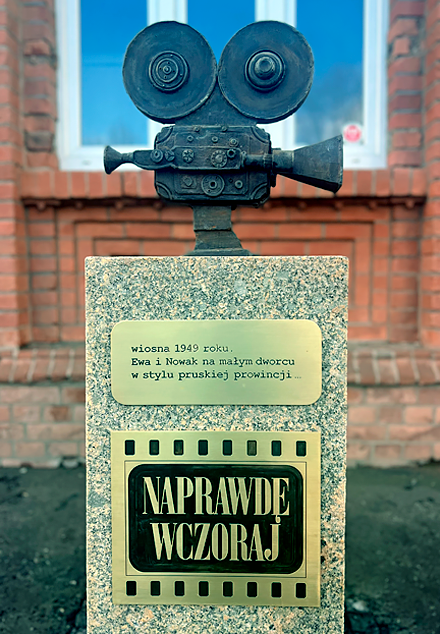 wiosna 1949 roku.
Ewa i Nowak na małym dworcu
w stylu pruskiej prowincji...
NAPRAWDĘ
WCZORAJ